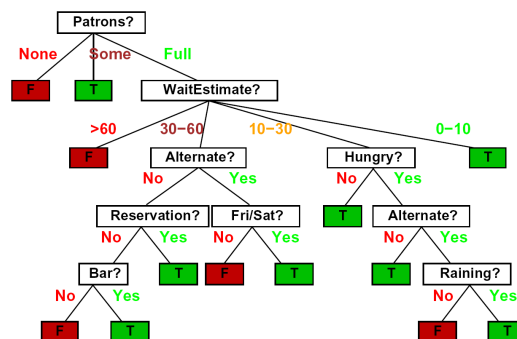 Patrons?
None Some Full
F T WaitEstimate?
>60 30−60 10−30 0−10
F Alternate? Hungry? T
No Yes No Yes
Reservation? Fri/Sat? T Alternate?
No Yes No Yes No Yes
Bar? T F T T Raining?
No Yes No Yes
F T F T